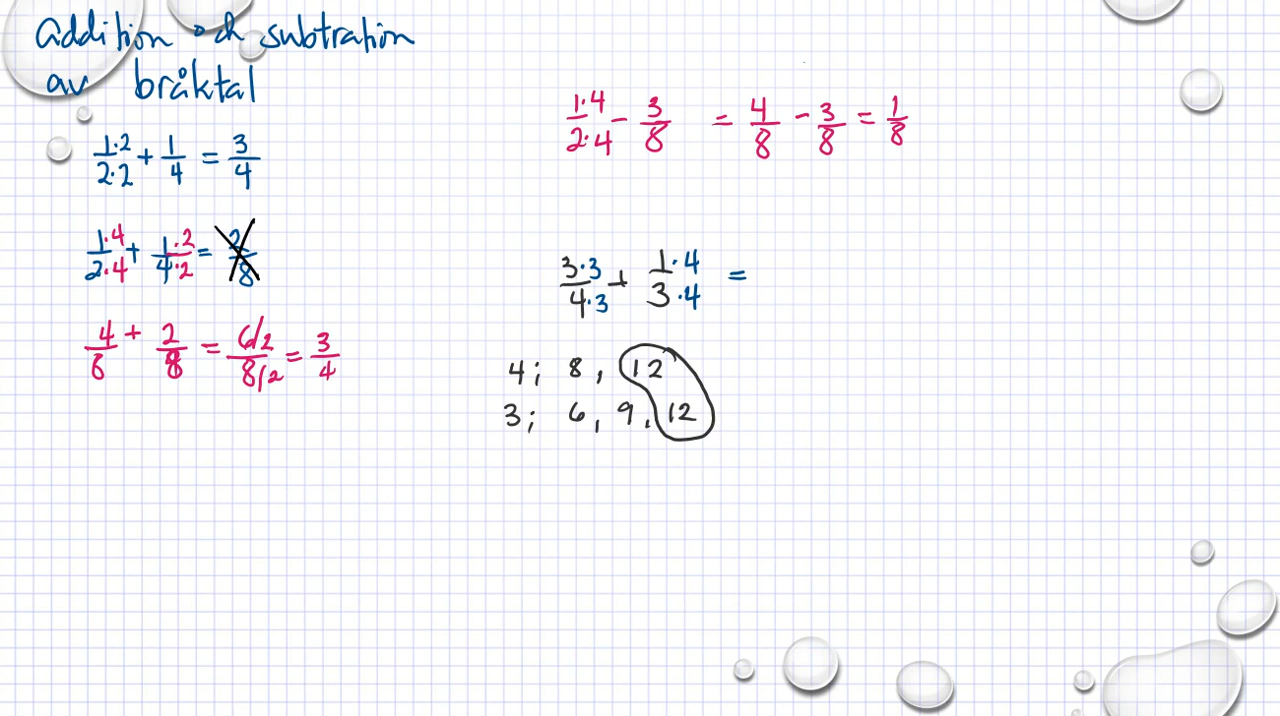 addition och subtration
av bråktal
1·2/2·2 + 1/4 = 3/4
1·4/2·4 + 1·2/4·2 = 2/8
4/8 + 2/8 = 6/2/8/2 = 3/4
1·4/2·4 - 3/8 = 4/8 - 3/8 = 1/8
3·3/4·3 + 1·4/3·4 =
4; 8, 12
3; 6, 9, 12